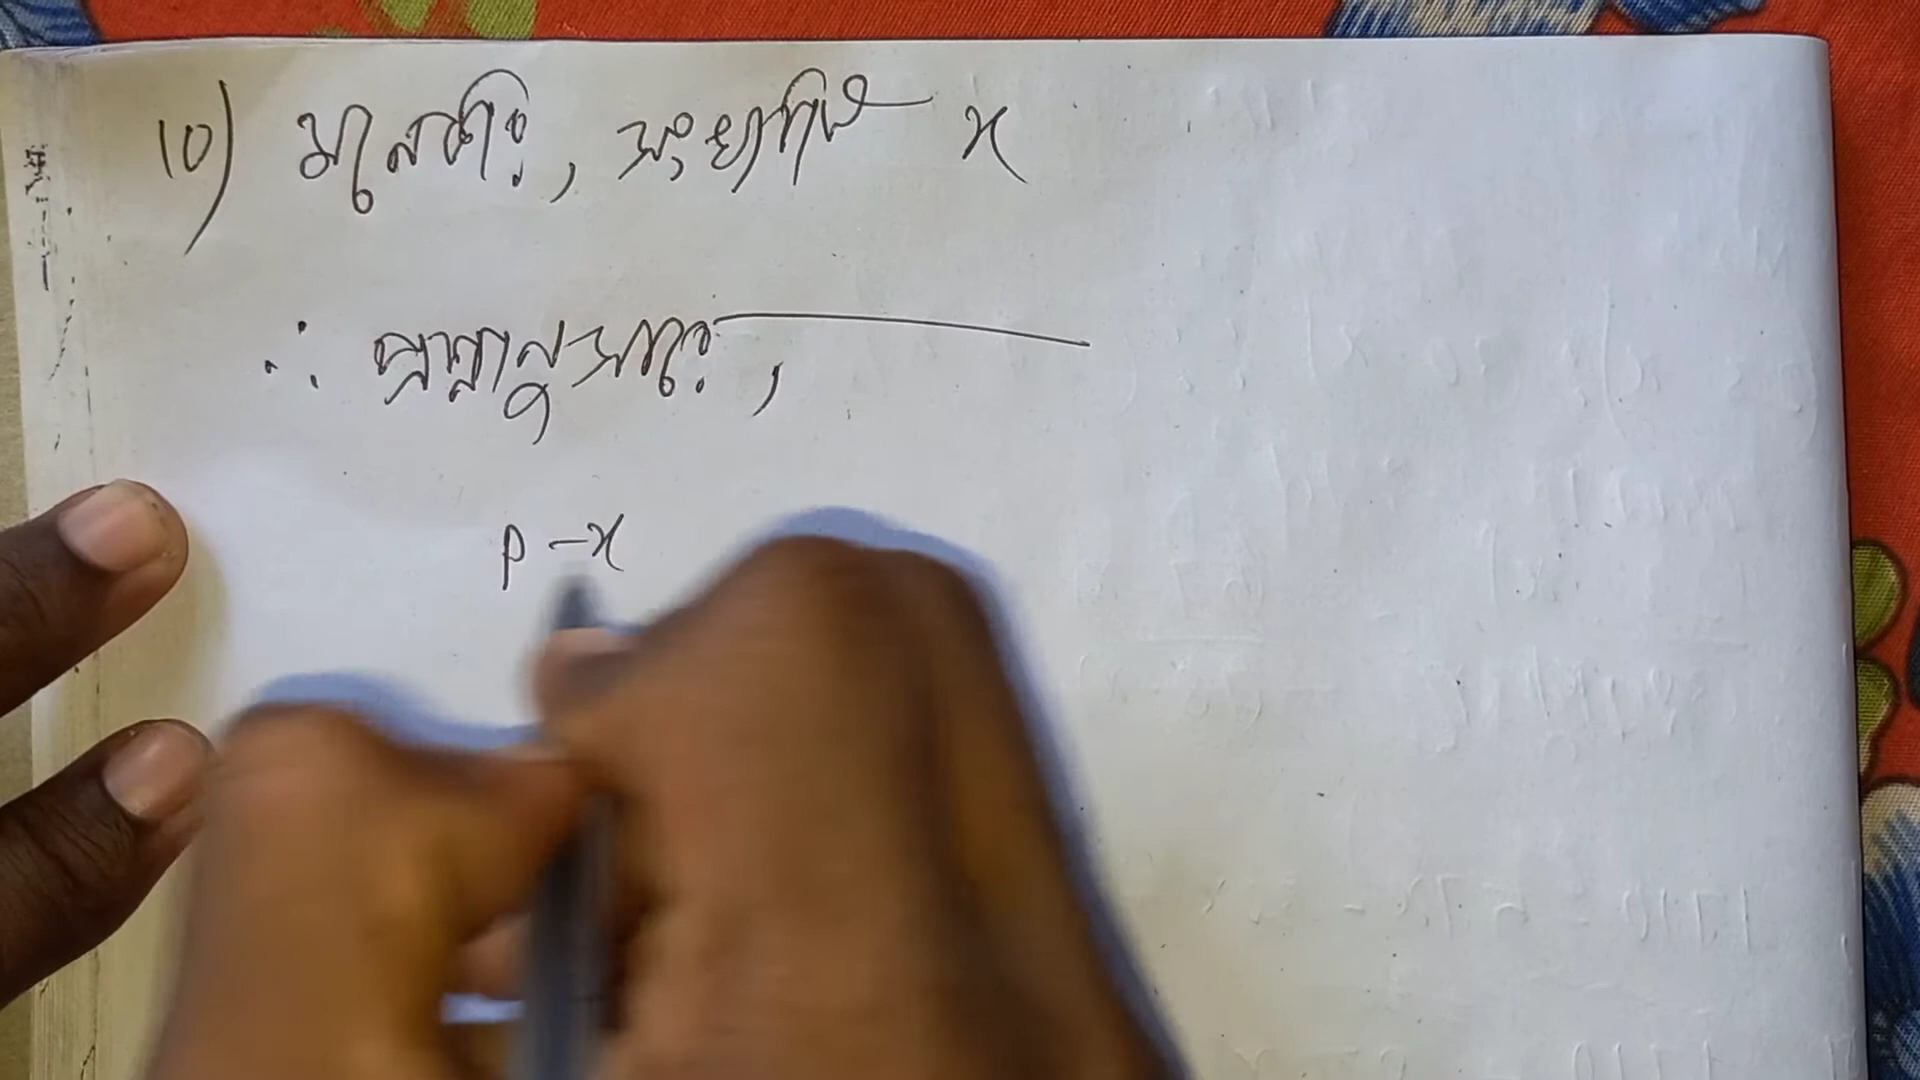 10) মনেকরি, সংখ্যাটি x
∴ প্রশ্নানুসারে,
p - x